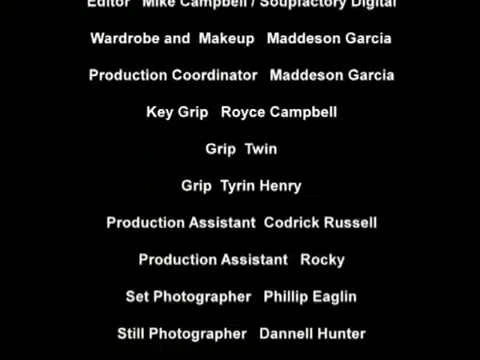 Editor Mike Campbell / Soupfactory Digital
Wardrobe and Makeup Maddeson Garcia
Production Coordinator Maddeson Garcia
Key Grip Royce Campbell
Grip Twin
Grip Tyrin Henry
Production Assistant Codrick Russell
Production Assistant Rocky
Set Photographer Phillip Eaglin
Still Photographer Dannell Hunter